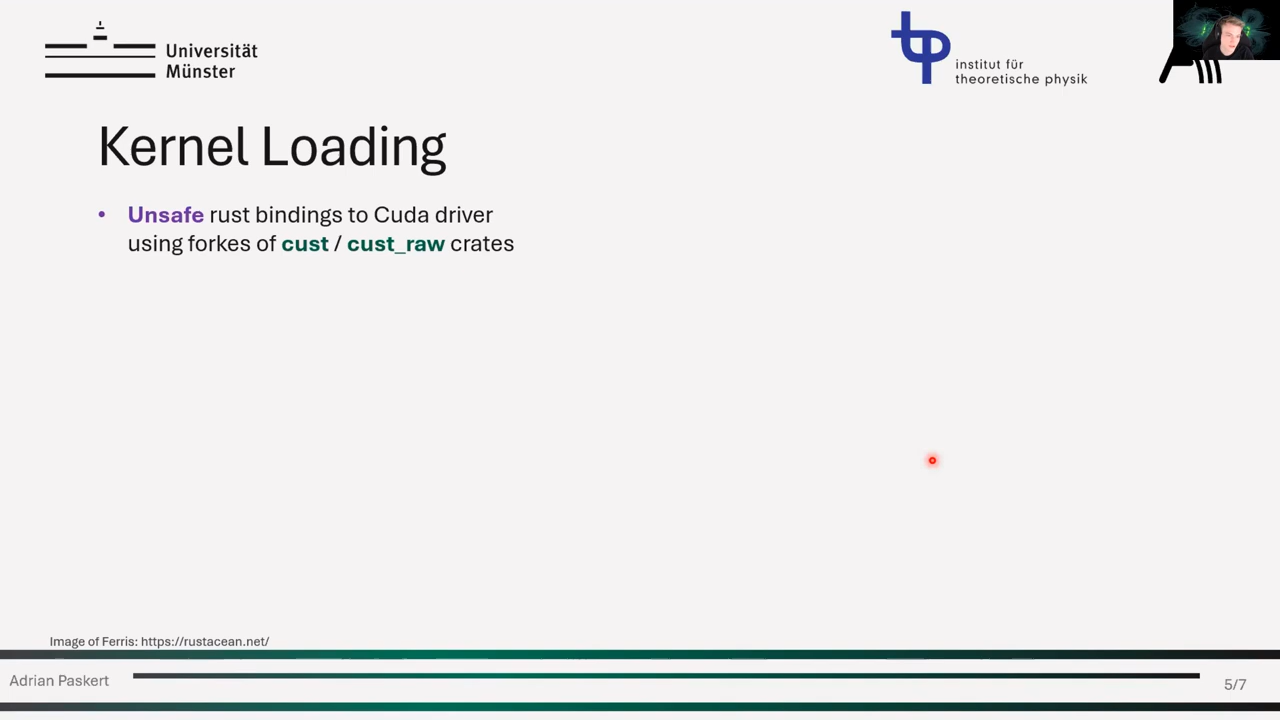 Universität
Münster
institut für
theoretische physik
Kernel Loading
• Unsafe rust bindings to Cuda driver
using forkes of cust / cust_raw crates
Image of Ferris: https://rustacean.net/
Adrian Paskert
5/7